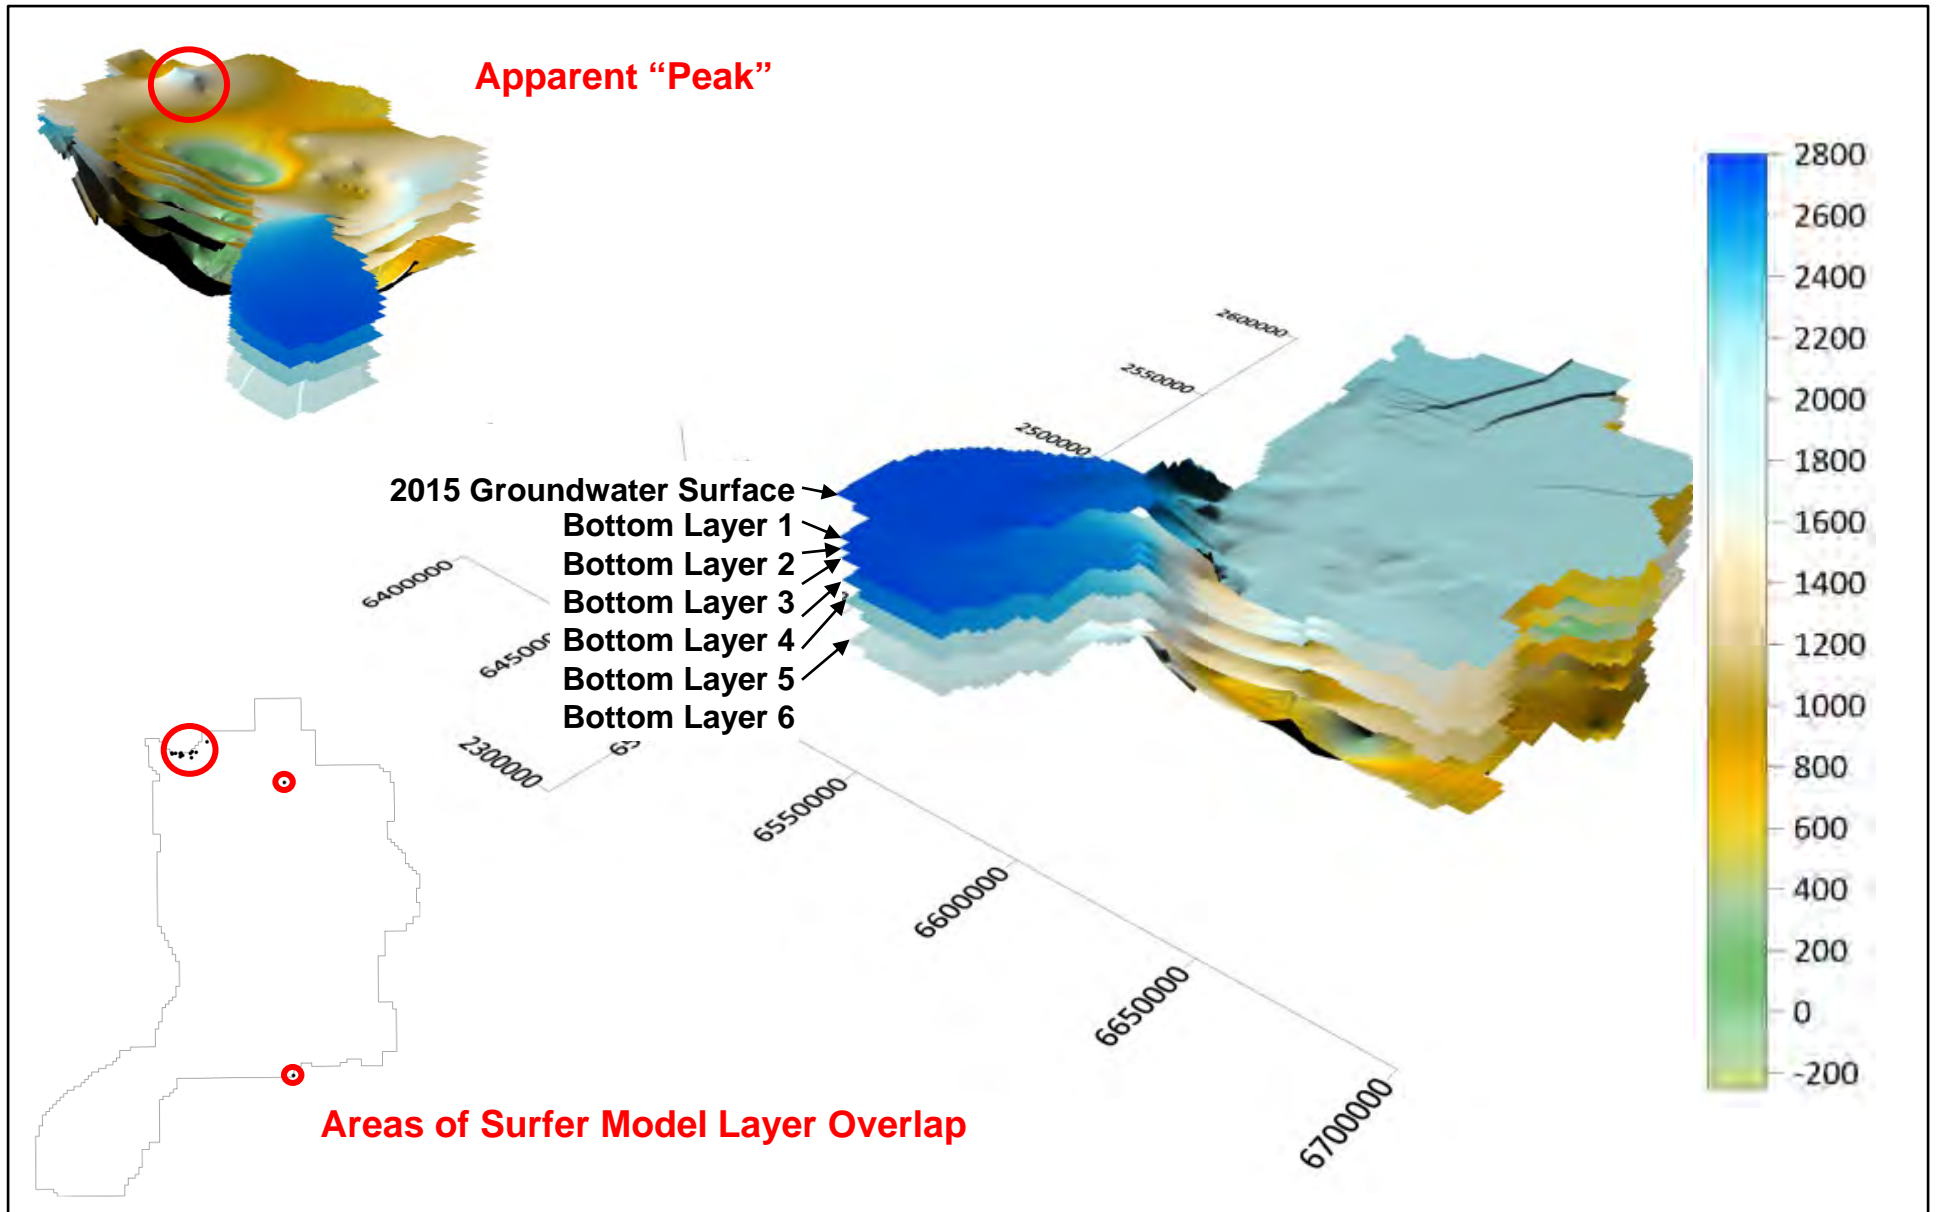 Apparent “Peak”
2800
2600
2400
2200
2000
1800
1600
1400
1200
1000
800
600
400
200
0
-200
2600000
2550000
2500000
2015 Groundwater Surface
Bottom Layer 1
Bottom Layer 2
Bottom Layer 3
Bottom Layer 4
Bottom Layer 5
Bottom Layer 6
6400000
2300000
6550000
6600000
6650000
6700000
Areas of Surfer Model Layer Overlap